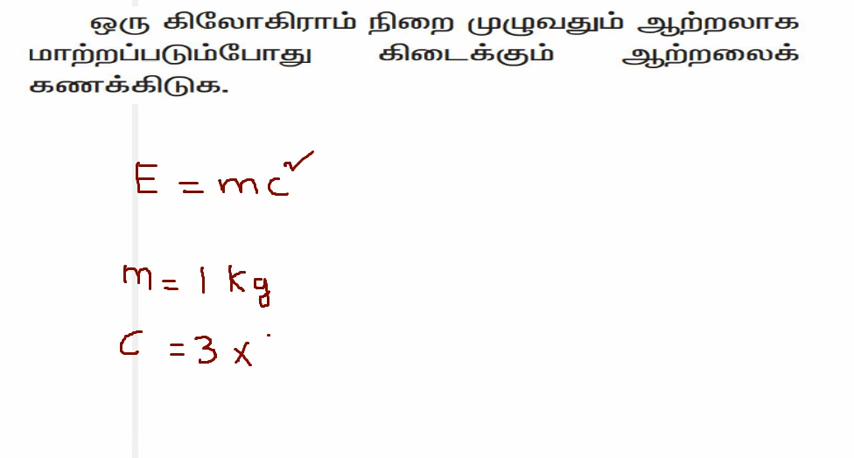 ஒரு கிலோகிராம் நிறை முழுவதும் ஆற்றலாக
மாற்றப்படும்போது கிடைக்கும் ஆற்றலைக்
கணக்கிடுக.
E = mc²
m = 1 kg
C = 3 x